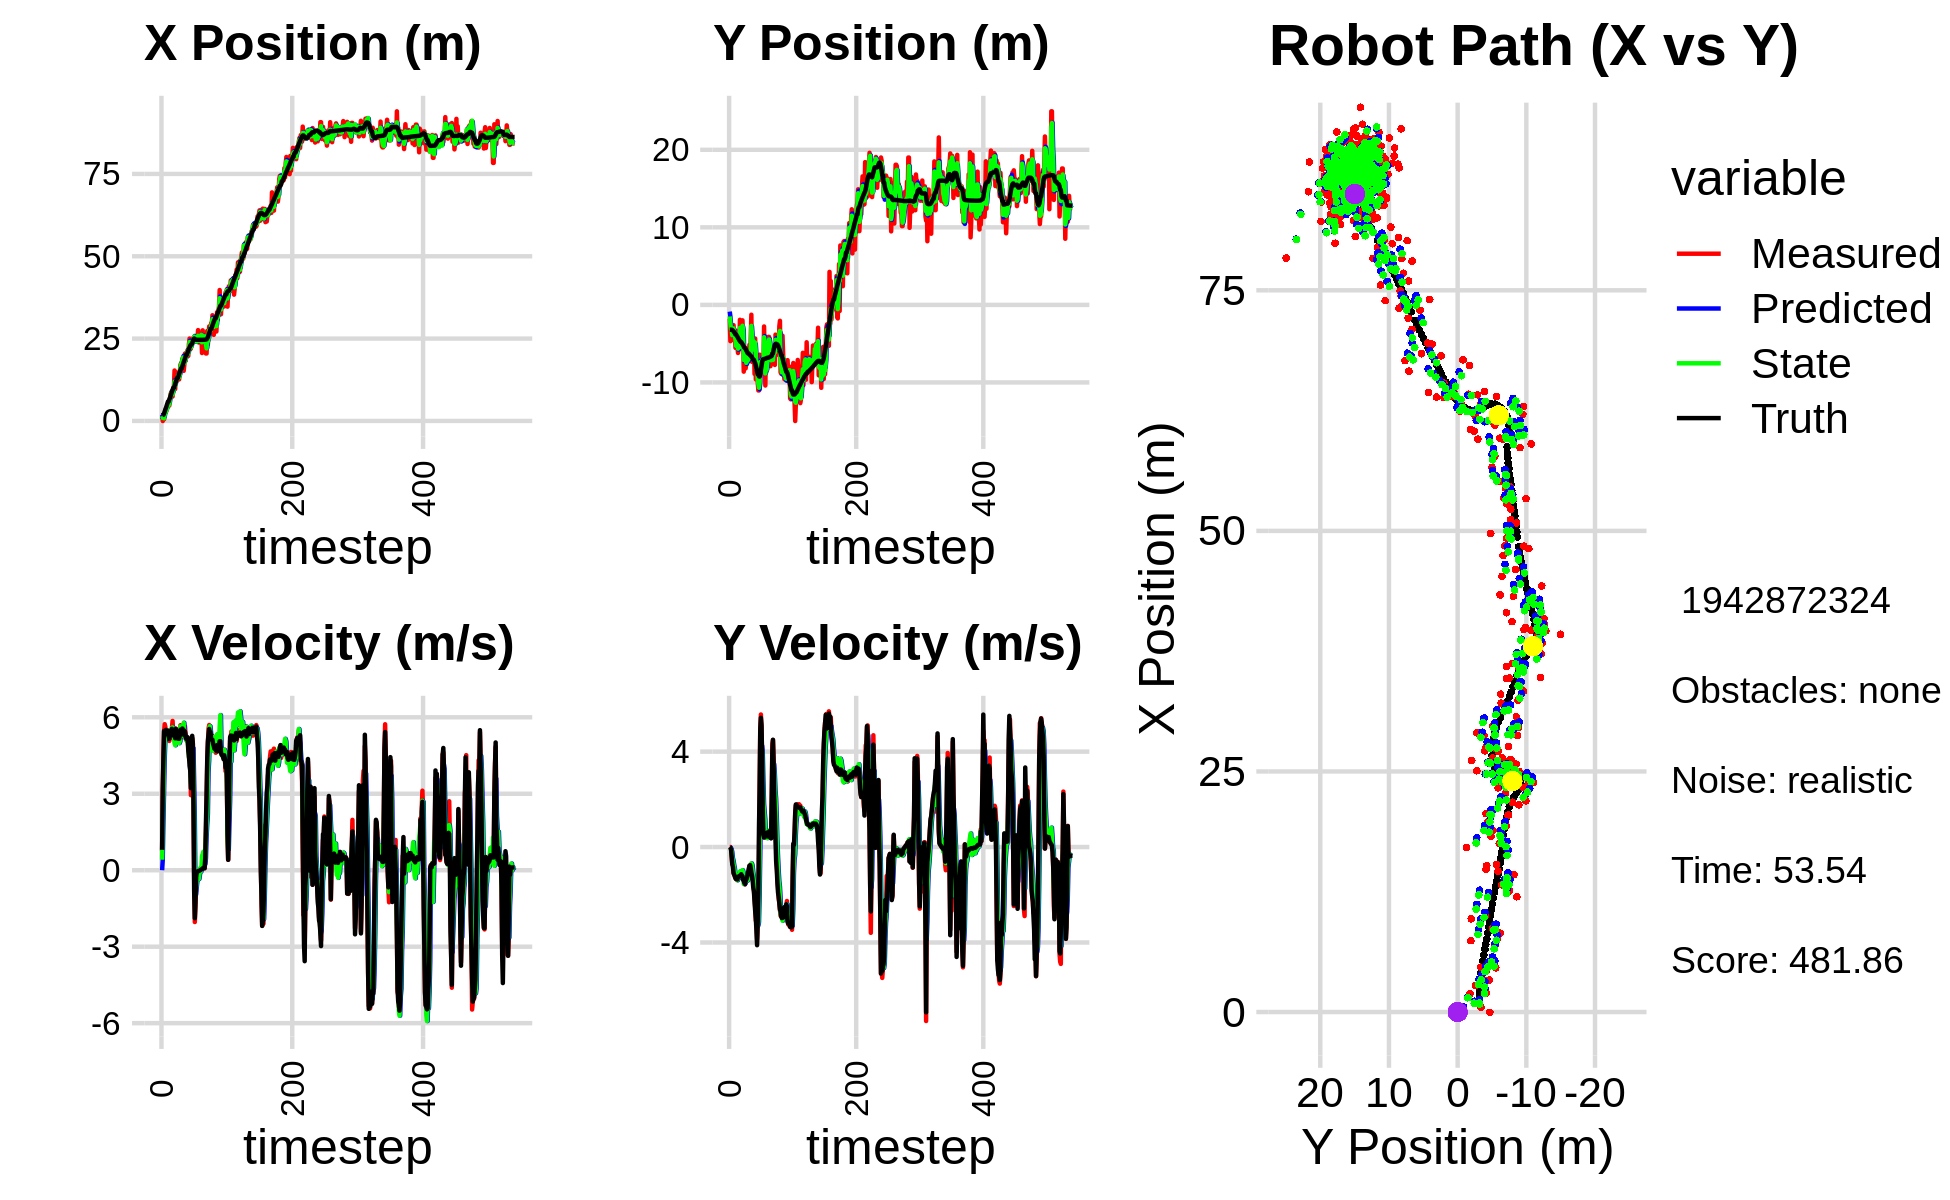 X Position (m)
75
50
25
0
0
200
400
timestep
Y Position (m)
20
10
0
-10
0
200
400
timestep
X Velocity (m/s)
6
3
0
-3
-6
0
200
400
timestep
Y Velocity (m/s)
4
0
-4
0
200
400
timestep
Robot Path (X vs Y)
X Position (m)
75
50
25
0
20 10 0 -10 -20
Y Position (m)
variable
Measured
Predicted
State
Truth
1942872324
Obstacles: none
Noise: realistic
Time: 53.54
Score: 481.86